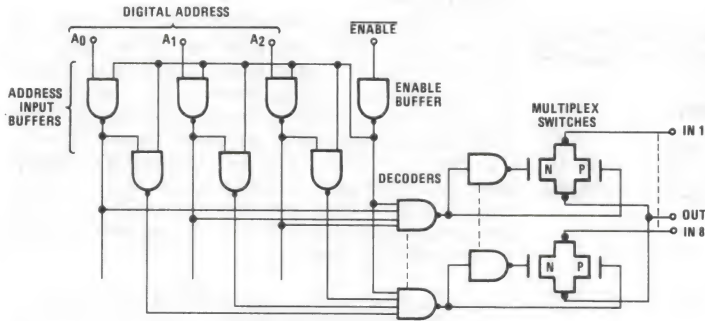 DIGITAL ADDRESS
A0 A1 A2 ENABLE
ADDRESS
INPUT
BUFFERS
ENABLE
BUFFER
MULTIPLEX
SWITCHES
DECODERS
IN 1
N P
OUT
IN 8
N P